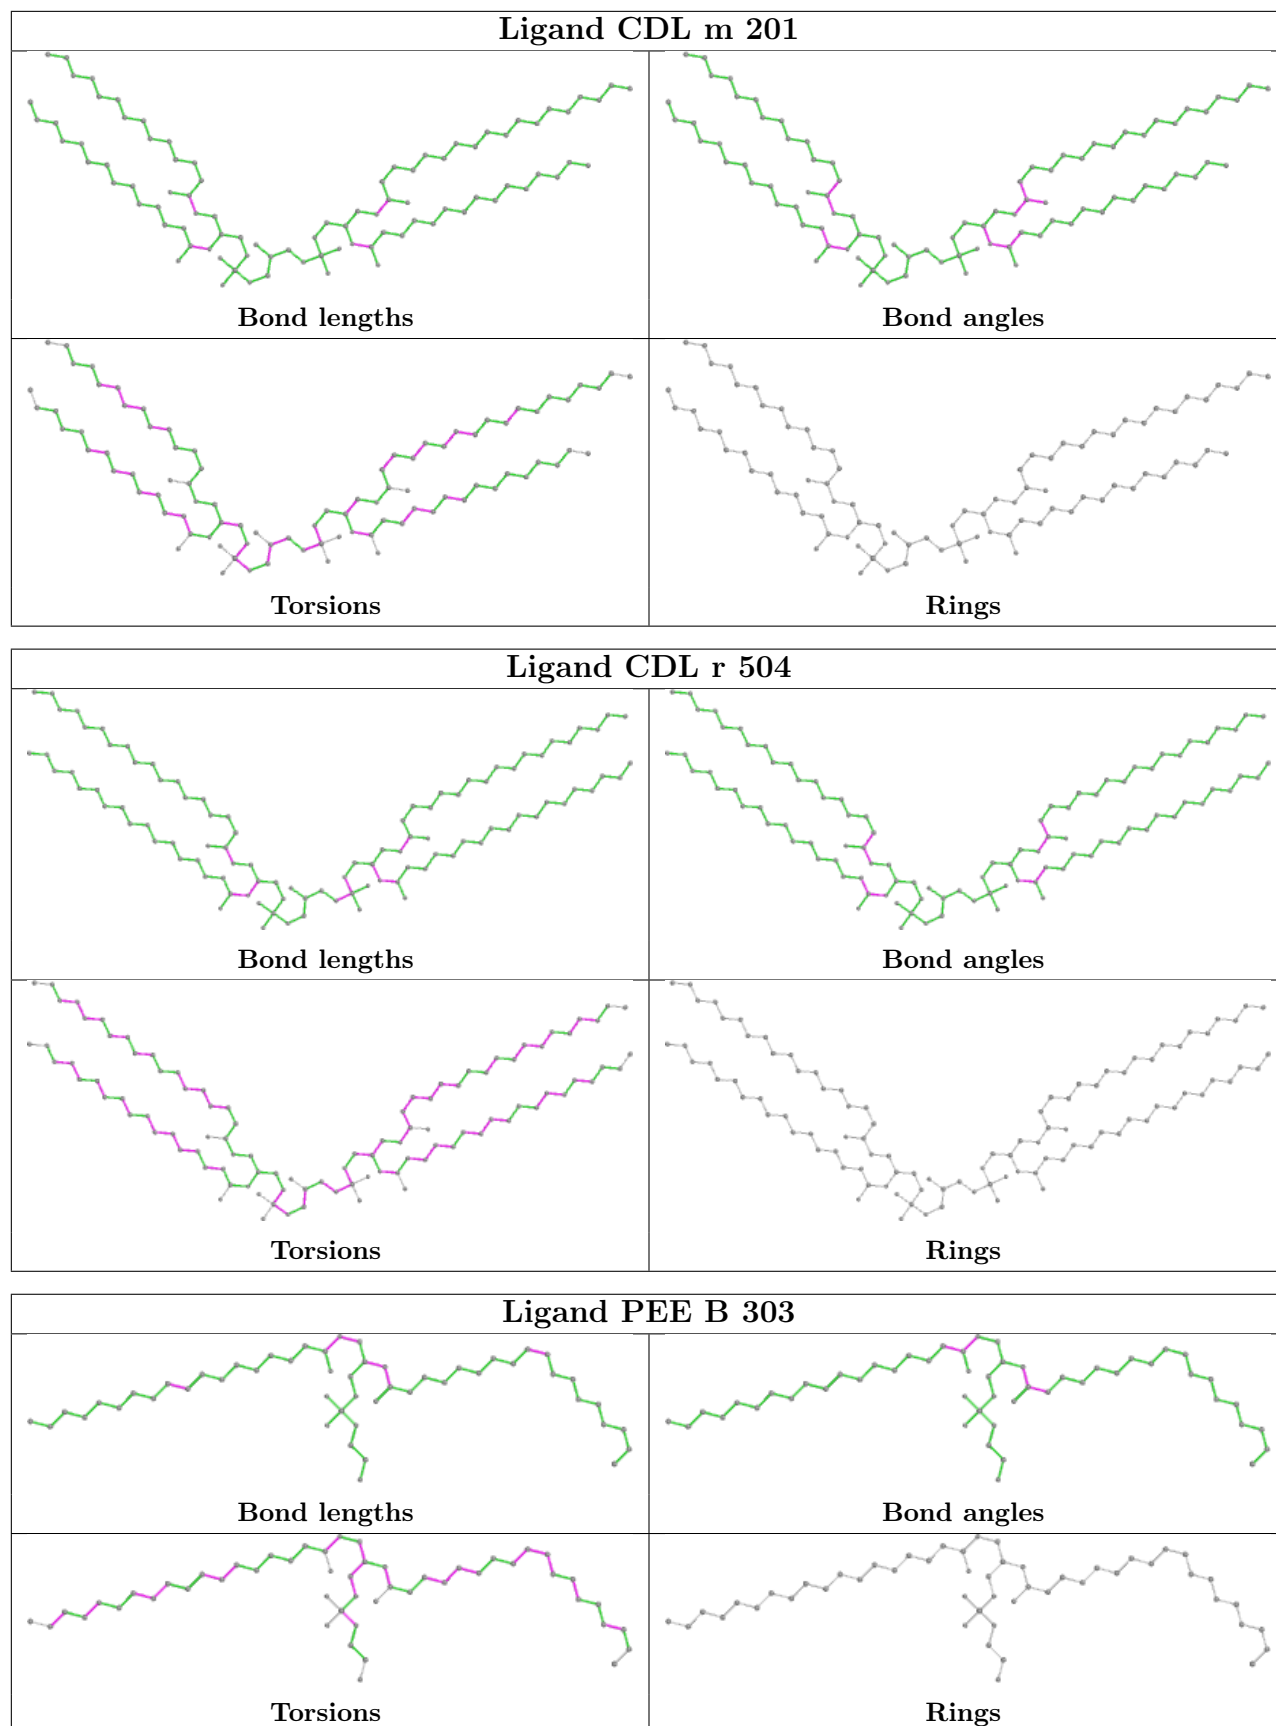 Ligand CDL m 201
Bond lengths
Bond angles
Torsions
Rings
Ligand CDL r 504
Bond lengths
Bond angles
Torsions
Rings
Ligand PEE B 303
Bond lengths
Bond angles
Torsions
Rings